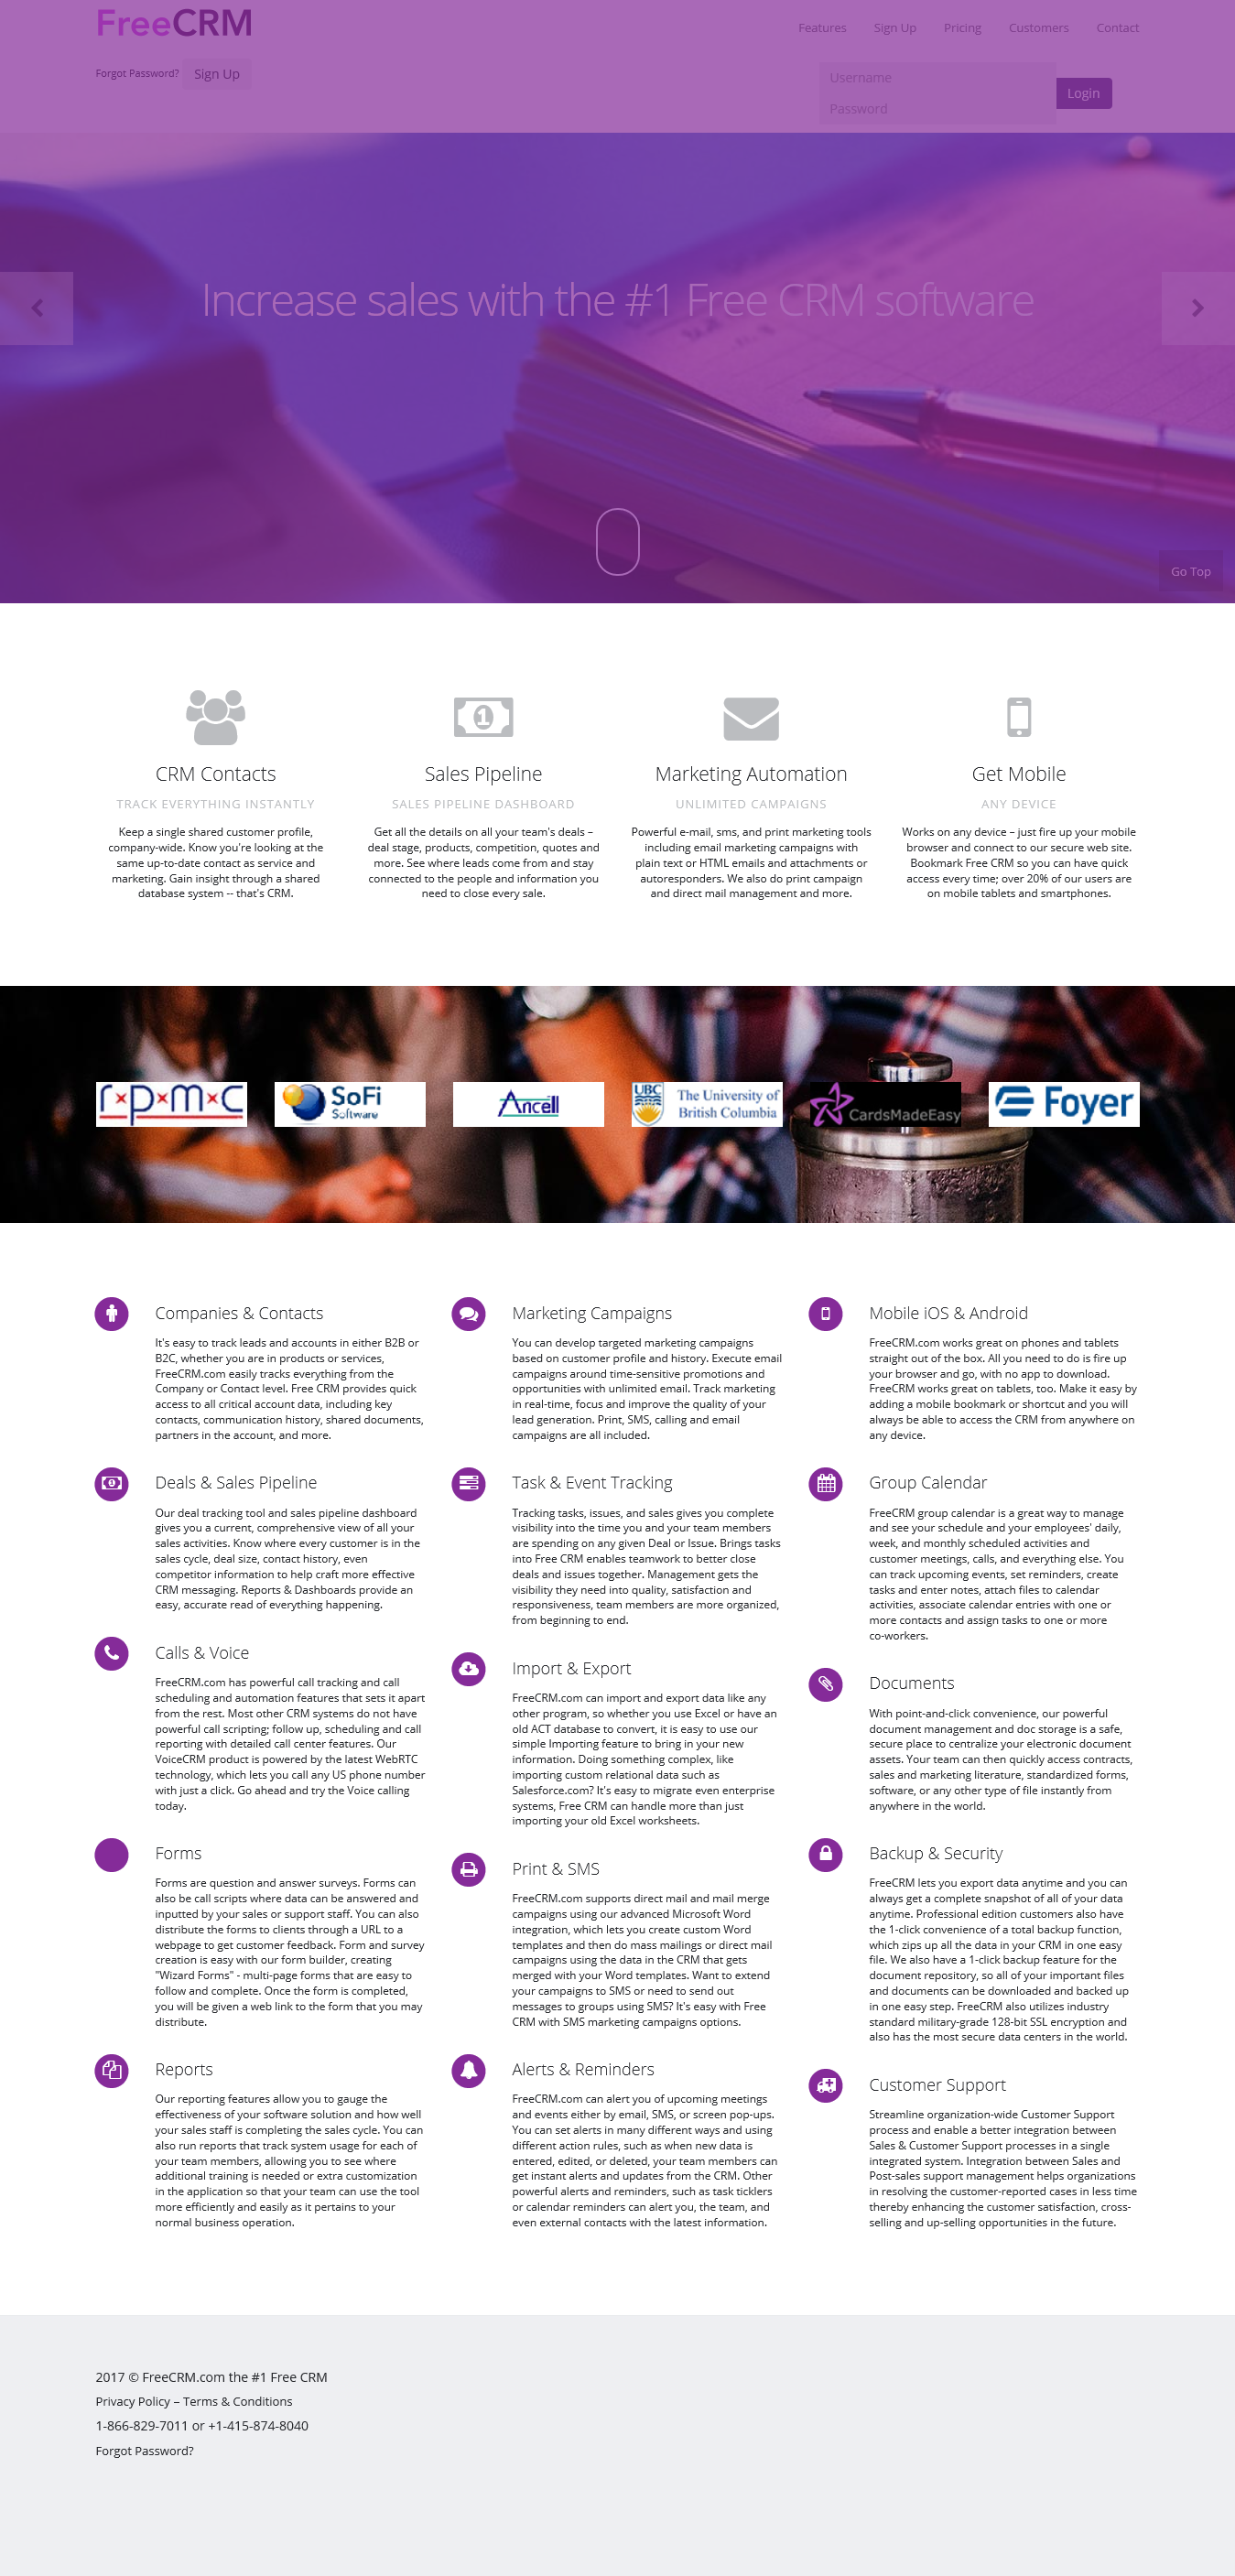 FreeCRM
Features Sign Up Pricing Customers Contact
Forgot Password? Sign Up
Username
Password
Login
Increase sales with the #1 Free CRM software
Go Top
CRM Contacts
TRACK EVERYTHING INSTANTLY
Keep a single shared customer profile,
company-wide. Know you're looking at the
same up-to-date contact as service and
marketing. Gain insight through a shared
database system -- that's CRM.
Sales Pipeline
SALES PIPELINE DASHBOARD
Get all the details on all your team's deals –
deal stage, products, competition, quotes and
more. See where leads come from and stay
connected to the people and information you
need to close every sale.
Marketing Automation
UNLIMITED CAMPAIGNS
Powerful e-mail, sms, and print marketing tools
including email marketing campaigns with
plain text or HTML emails and attachments or
autoresponders. We also do print campaign
and direct mail management and more.
Get Mobile
ANY DEVICE
Works on any device – just fire up your mobile
browser and connect to our secure web site.
Bookmark Free CRM so you can have quick
access every time; over 20% of our users are
on mobile tablets and smartphones.
r×p×m×c
SoFi
Software
Ancell
UBC
The University of
British Columbia
CardsMadeEasy
Foyer
Companies & Contacts
It's easy to track leads and accounts in either B2B or
B2C, whether you are in products or services,
FreeCRM.com easily tracks everything from the
Company or Contact level. Free CRM provides quick
access to all critical account data, including key
contacts, communication history, shared documents,
partners in the account, and more.
Deals & Sales Pipeline
Our deal tracking tool and sales pipeline dashboard
gives you a current, comprehensive view of all your
sales activities. Know where every customer is in the
sales cycle, deal size, contact history, even
competitor information to help craft more effective
CRM messaging. Reports & Dashboards provide an
easy, accurate read of everything happening.
Calls & Voice
FreeCRM.com has powerful call tracking and call
scheduling and automation features that sets it apart
from the rest. Most other CRM systems do not have
powerful call scripting; follow up, scheduling and call
reporting with detailed call center features. Our
VoiceCRM product is powered by the latest WebRTC
technology, which lets you call any US phone number
with just a click. Go ahead and try the Voice calling
today.
Forms
Forms are question and answer surveys. Forms can
also be call scripts where data can be answered and
inputted by your sales or support staff. You can also
distribute the forms to clients through a URL to a
webpage to get customer feedback. Form and survey
creation is easy with our form builder, creating
"Wizard Forms" - multi-page forms that are easy to
follow and complete. Once the form is completed,
you will be given a web link to the form that you may
distribute.
Reports
Our reporting features allow you to gauge the
effectiveness of your software solution and how well
your sales staff is completing the sales cycle. You can
also run reports that track system usage for each of
your team members, allowing you to see where
additional training is needed or extra customization
in the application so that your team can use the tool
more efficiently and easily as it pertains to your
normal business operation.
Marketing Campaigns
You can develop targeted marketing campaigns
based on customer profile and history. Execute email
campaigns around time-sensitive promotions and
opportunities with unlimited email. Track marketing
in real-time, focus and improve the quality of your
lead generation. Print, SMS, calling and email
campaigns are all included.
Task & Event Tracking
Tracking tasks, issues, and sales gives you complete
visibility into the time you and your team members
are spending on any given Deal or Issue. Brings tasks
into Free CRM enables teamwork to better close
deals and issues together. Management gets the
visibility they need into quality, satisfaction and
responsiveness, team members are more organized,
from beginning to end.
Import & Export
FreeCRM.com can import and export data like any
other program, so whether you use Excel or have an
old ACT database to convert, it is easy to use our
simple Importing feature to bring in your new
information. Doing something complex, like
importing custom relational data such as
Salesforce.com? It's easy to migrate even enterprise
systems, Free CRM can handle more than just
importing your old Excel worksheets.
Print & SMS
FreeCRM.com supports direct mail and mail merge
campaigns using our advanced Microsoft Word
integration, which lets you create custom Word
templates and then do mass mailings or direct mail
campaigns using the data in the CRM that gets
merged with your Word templates. Want to extend
your campaigns to SMS or need to send out
messages to groups using SMS? It's easy with Free
CRM with SMS marketing campaigns options.
Alerts & Reminders
FreeCRM.com can alert you of upcoming meetings
and events either by email, SMS, or screen pop-ups.
You can set alerts in many different ways and using
different action rules, such as when new data is
entered, edited, or deleted, your team members can
get instant alerts and updates from the CRM. Other
powerful alerts and reminders, such as task ticklers
or calendar reminders can alert you, the team, and
even external contacts with the latest information.
Mobile iOS & Android
FreeCRM.com works great on phones and tablets
straight out of the box. All you need to do is fire up
your browser and go, with no app to download.
FreeCRM works great on tablets, too. Make it easy by
adding a mobile bookmark or shortcut and you will
always be able to access the CRM from anywhere on
any device.
Group Calendar
FreeCRM group calendar is a great way to manage
and see your schedule and your employees' daily,
week, and monthly scheduled activities and
customer meetings, calls, and everything else. You
can track upcoming events, set reminders, create
tasks and enter notes, attach files to calendar
activities, associate calendar entries with one or
more contacts and assign tasks to one or more
co-workers.
Documents
With point-and-click convenience, our powerful
document management and doc storage is a safe,
secure place to centralize your electronic document
assets. Your team can then quickly access contracts,
sales and marketing literature, standardized forms,
software, or any other type of file instantly from
anywhere in the world.
Backup & Security
FreeCRM lets you export data anytime and you can
always get a complete snapshot of all of your data
anytime. Professional edition customers also have
the 1-click convenience of a total backup function,
which zips up all the data in your CRM in one easy
file. We also have a 1-click backup feature for the
document repository, so all of your important files
and documents can be downloaded and backed up
in one easy step. FreeCRM also utilizes industry
standard military-grade 128-bit SSL encryption and
also has the most secure data centers in the world.
Customer Support
Streamline organization-wide Customer Support
process and enable a better integration between
Sales & Customer Support processes in a single
integrated system. Integration between Sales and
Post-sales support management helps organizations
in resolving the customer-reported cases in less time
thereby enhancing the customer satisfaction, cross-
selling and up-selling opportunities in the future.
2017 © FreeCRM.com the #1 Free CRM
Privacy Policy – Terms & Conditions
1-866-829-7011 or +1-415-874-8040
Forgot Password?